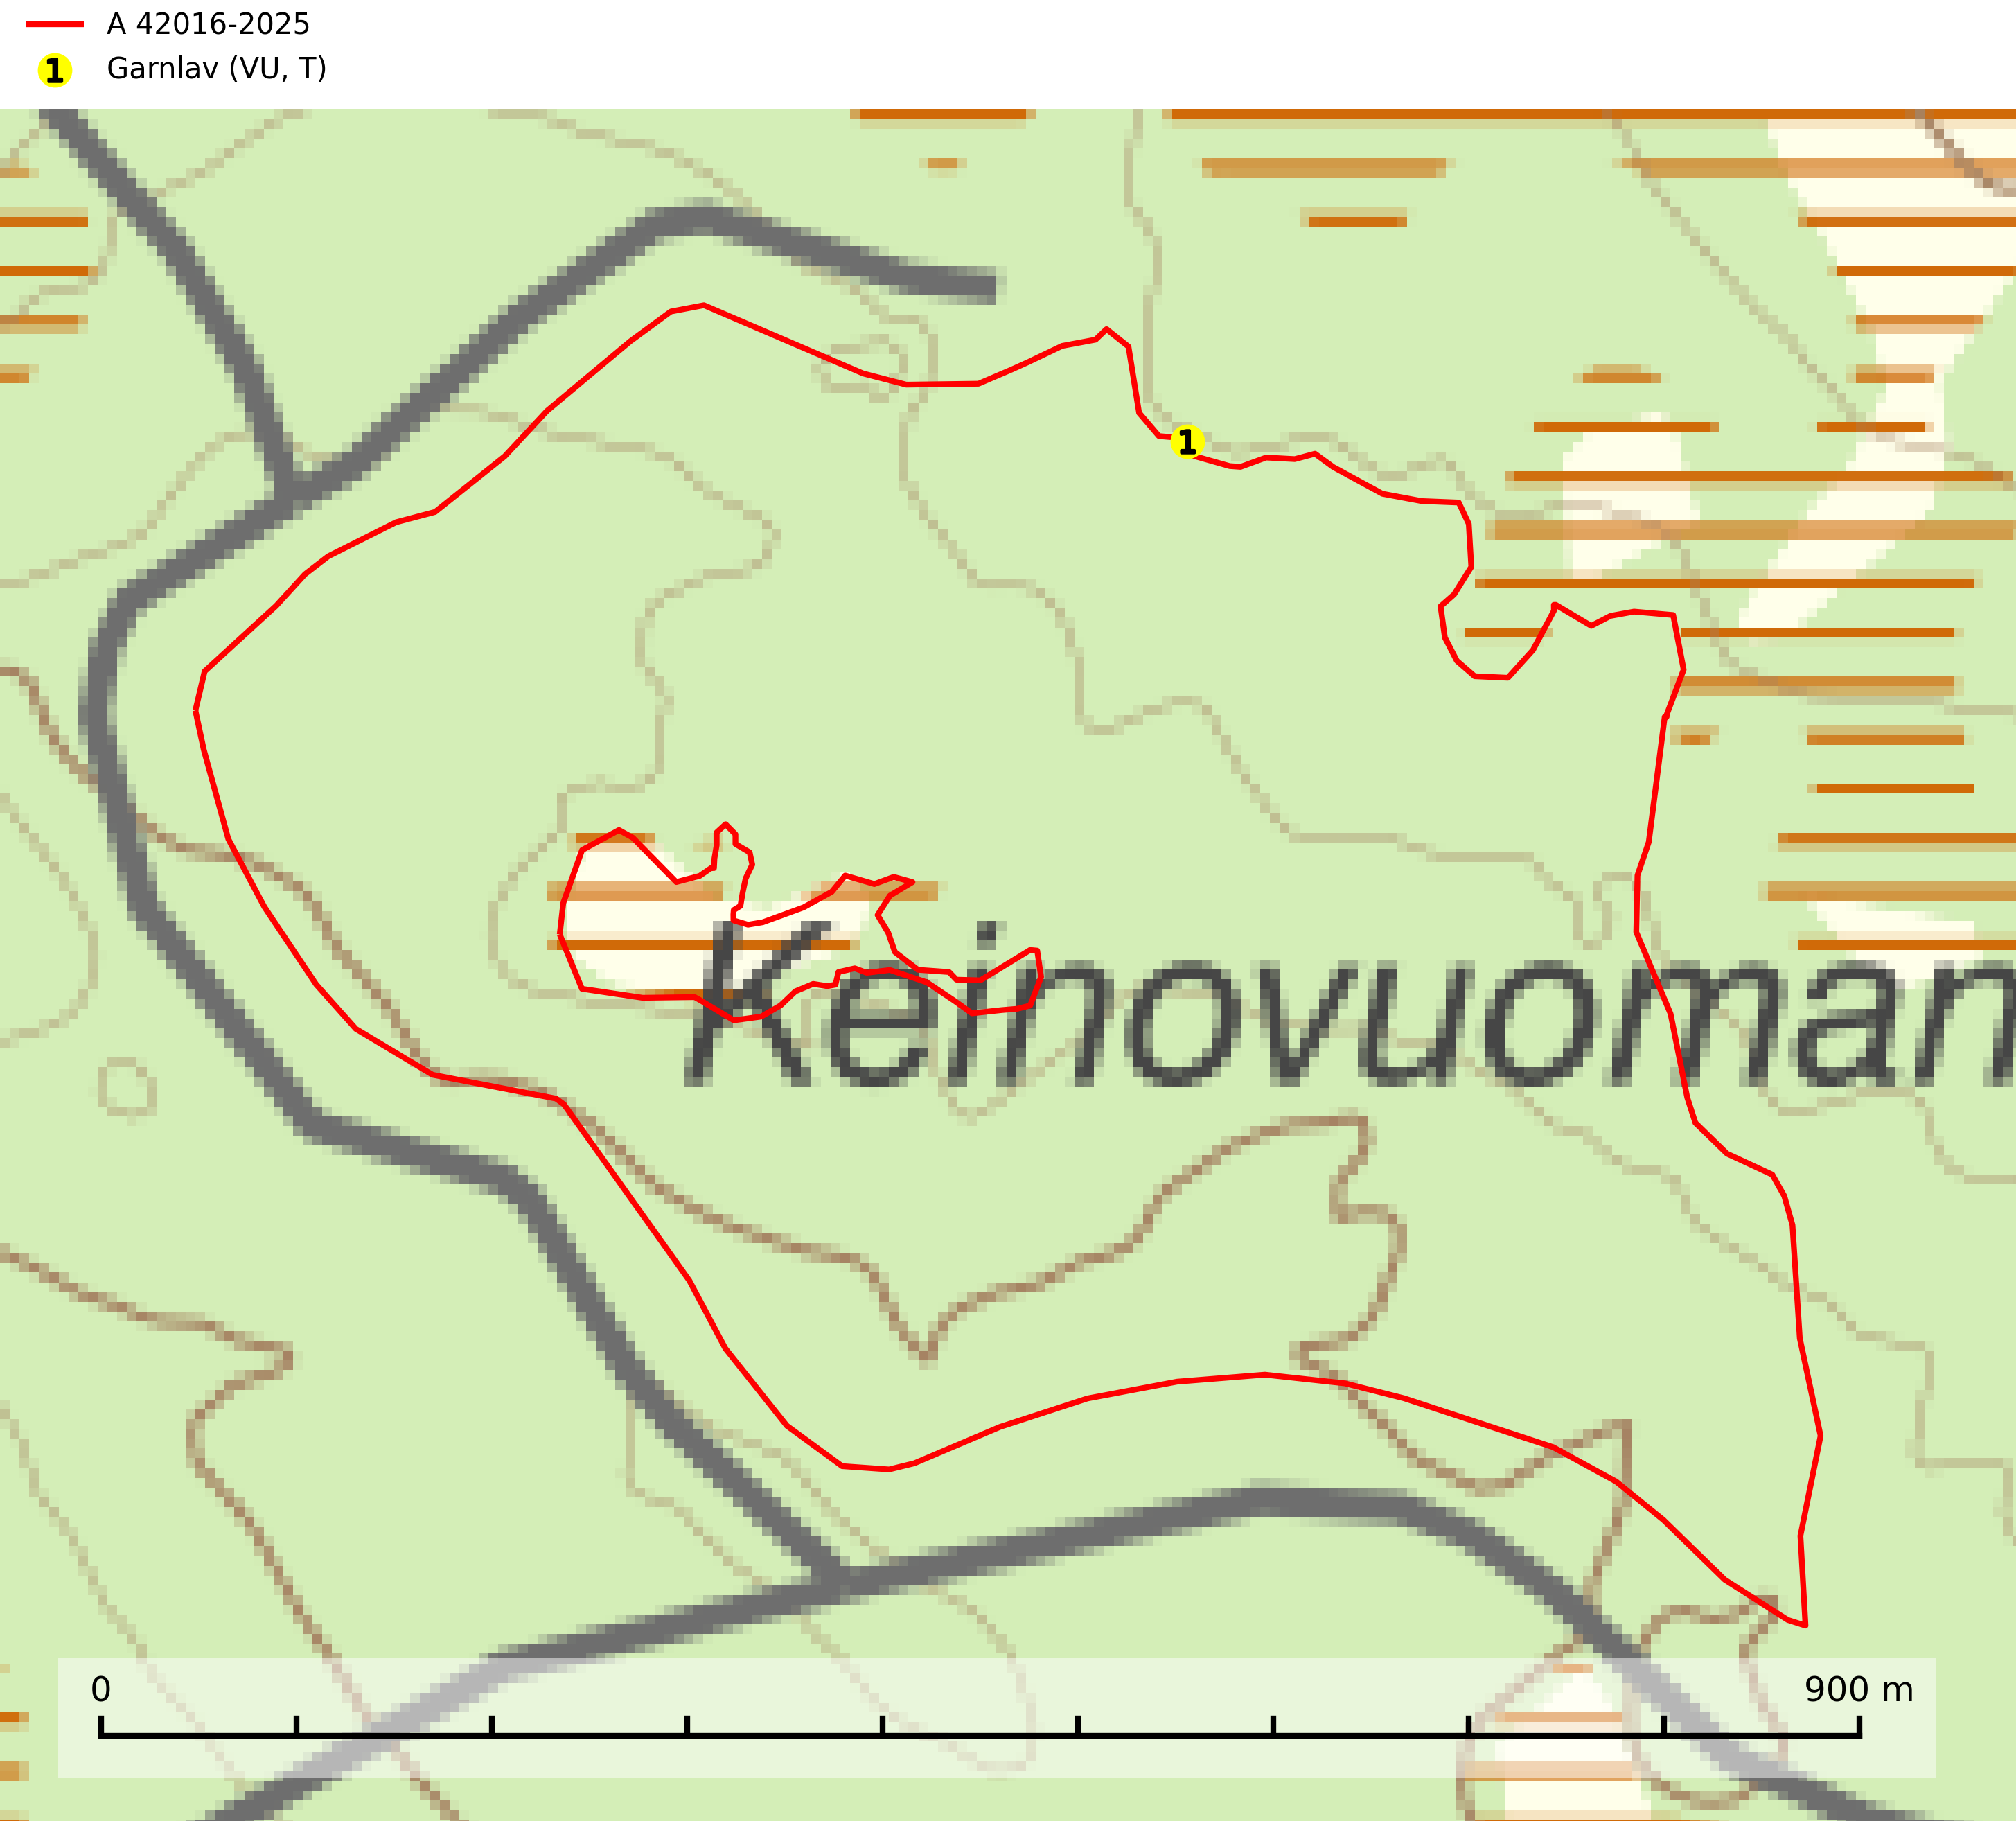 A 42016-2025
1 Garnlav (VU, T)
1
Keinovuoman
0 900 m